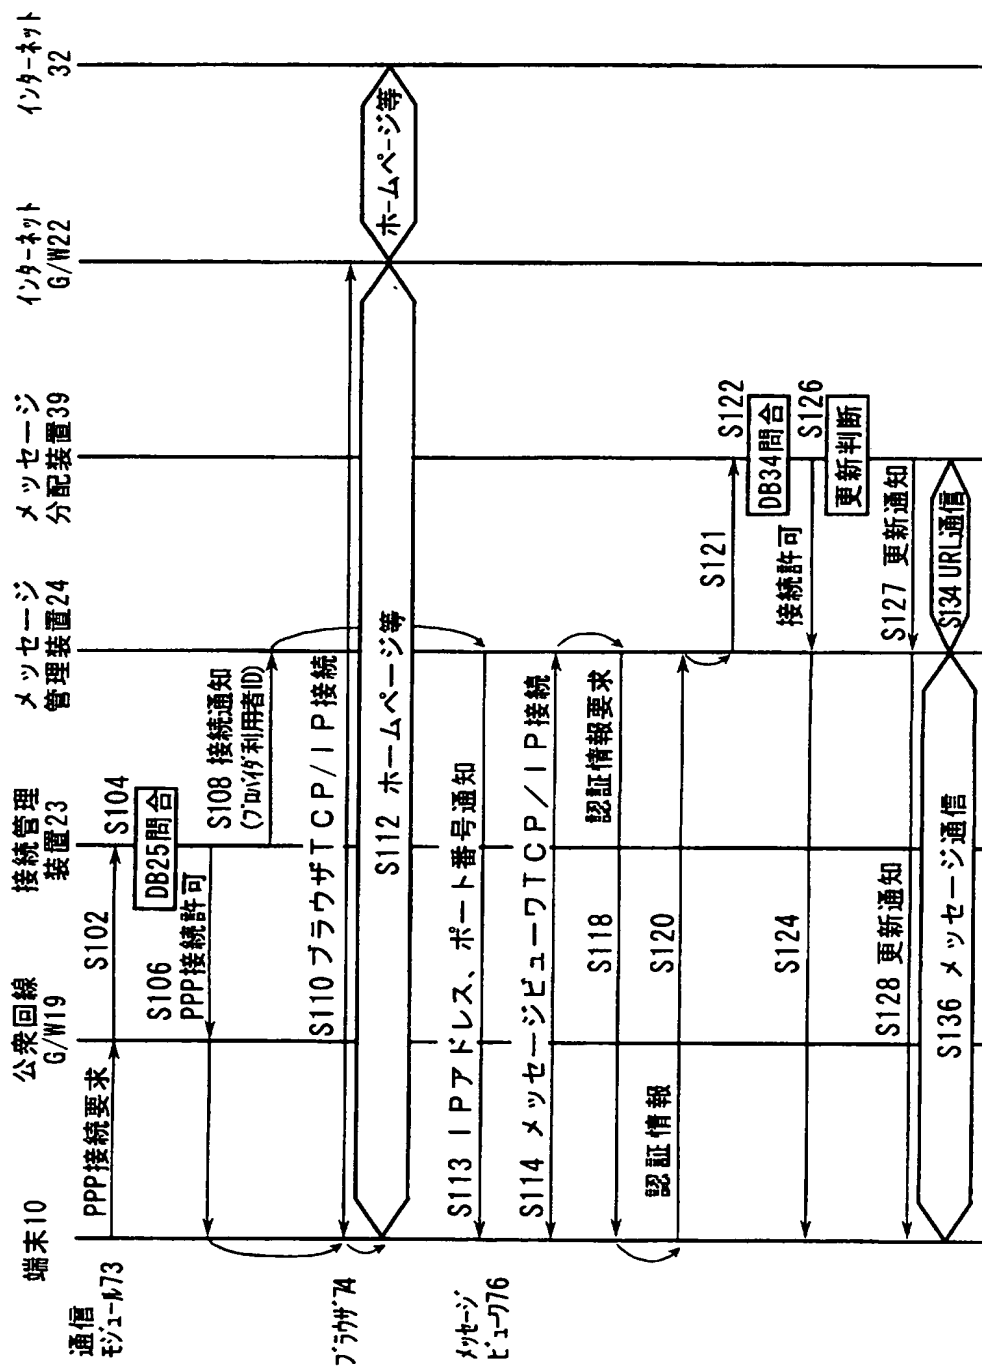 端末10
公衆回線
G/W19
接続管理
装置23
メッセージ
管理装置24
メッセージ
分配装置39
インターネット
G/W22
インターネット
32
通信
モジュール73
PPP接続要求
S102
S104
DB25問合
S106
PPP接続許可
S108 接続通知
(プロバイダ利用者ID)
ブラウザ74
S110 ブラウザTCP/IP接続
S112 ホームページ等
ホームページ等
メッセージ
ビューワ76
S113 IPアドレス、ポート番号通知
S114 メッセージビューワTCP/IP接続
S118
認証情報要求
認証情報
S120
S121
S122
DB34問合
S124
接続許可
S126
更新判断
S127 更新通知
S128 更新通知
S134 URL通信
S136 メッセージ通信